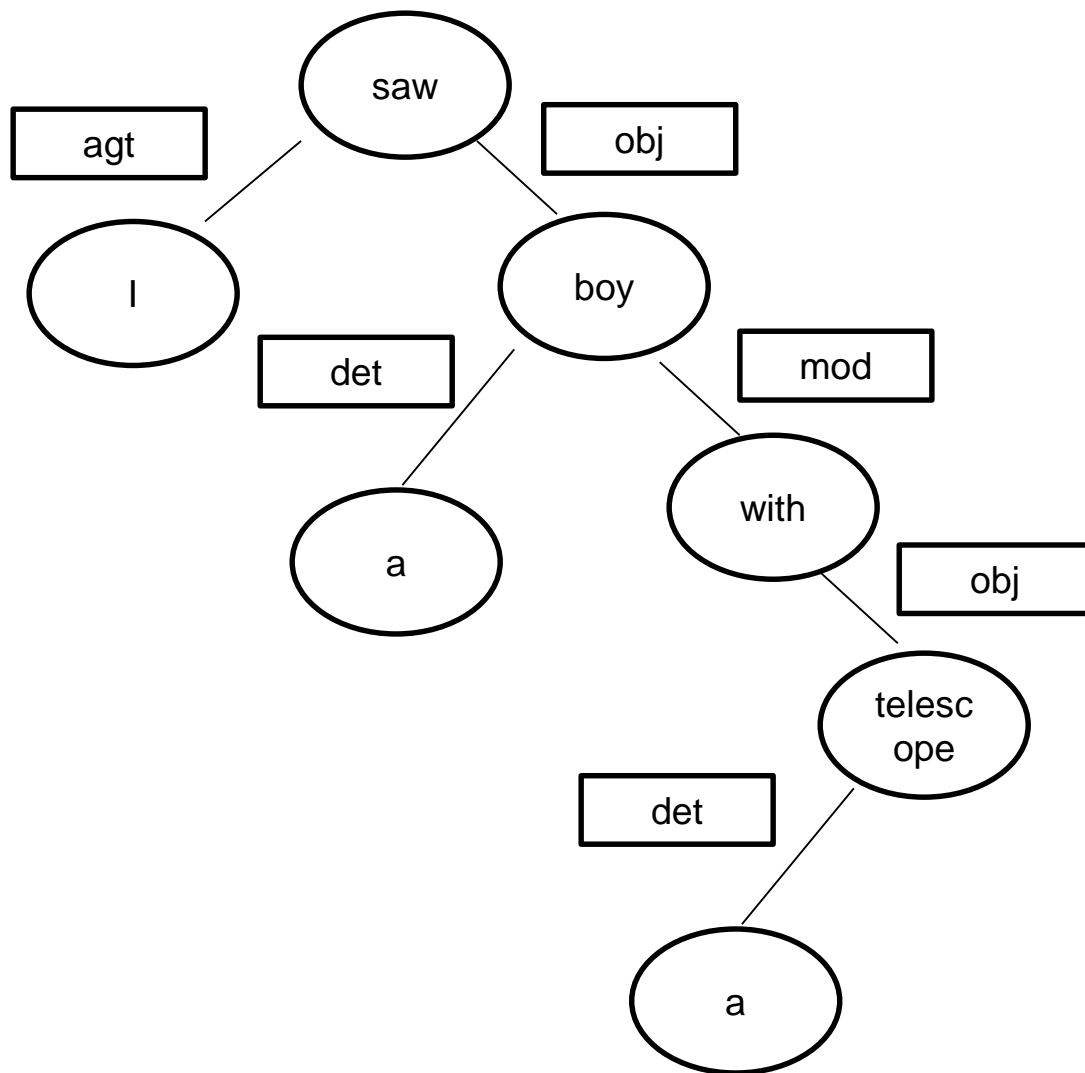 saw
agt
obj
I
boy
det
mod
with
a
obj
telesc
ope
det
a